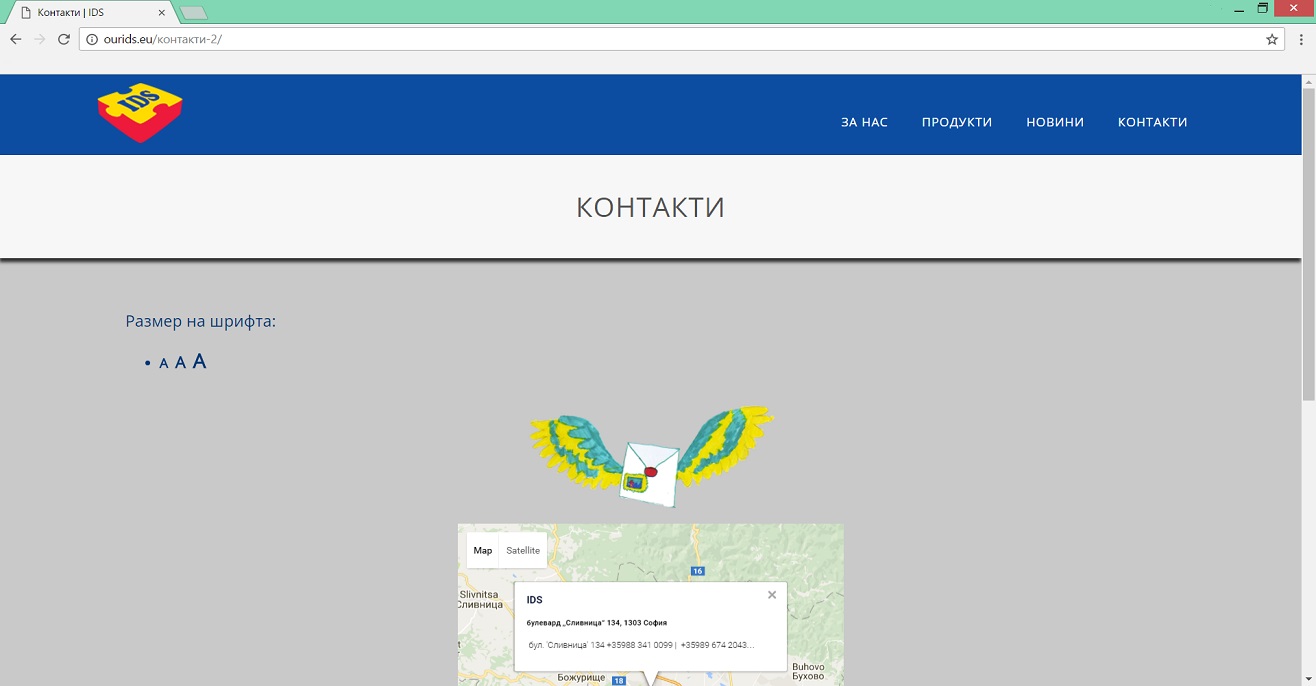 Контакти | IDS
ourids.eu/контакти-2/
IDS
ЗА НАС ПРОДУКТИ НОВИНИ КОНТАКТИ
КОНТАКТИ
Размер на шрифта:
• A A A
Map Satellite
16
Slivnitsa
Сливница
IDS
булевард „Сливница“ 134, 1303 София
бул. 'Сливница' 134 +35988 341 0099 | +35989 674 2043...
Божурище
18
Buhovo
Бухово